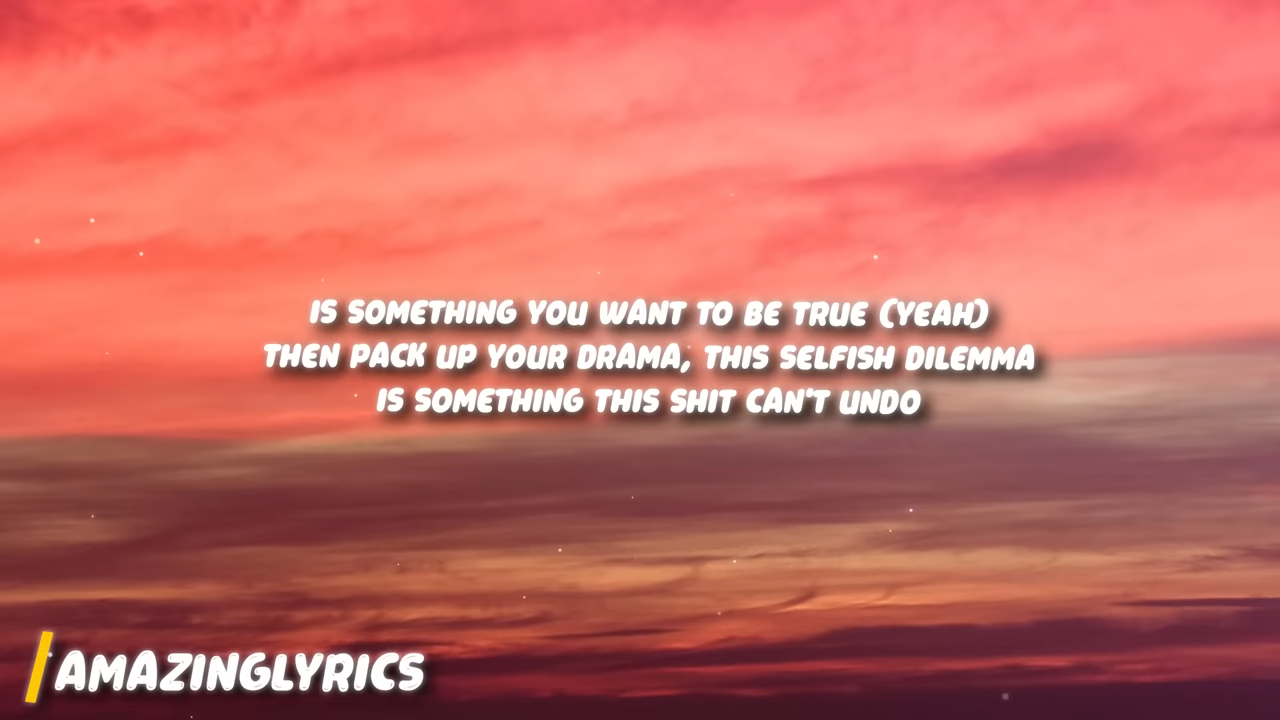 IS SOMETHING YOU WANT TO BE TRUE (YEAH)
THEN PACK UP YOUR DRAMA, THIS SELFISH DILEMMA
IS SOMETHING THIS SHIT CAN'T UNDO
AMAZINGLYRICS